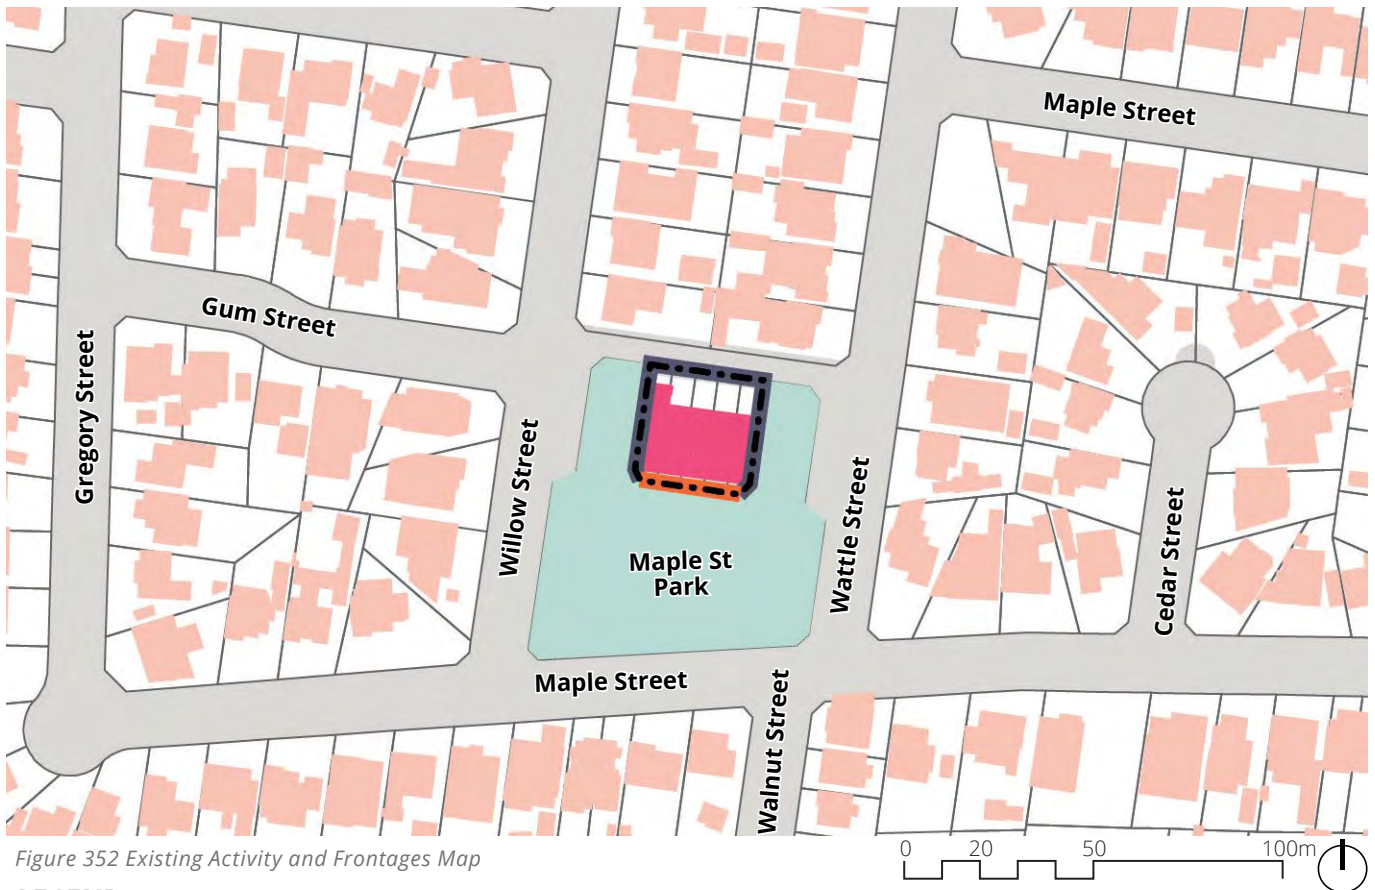 Maple Street
Gum Street
Gregory Street
Willow Street
Wattle Street
Cedar Street
Maple St
Park
Maple Street
Walnut Street
Figure 352 Existing Activity and Frontages Map
0 20 50 100m